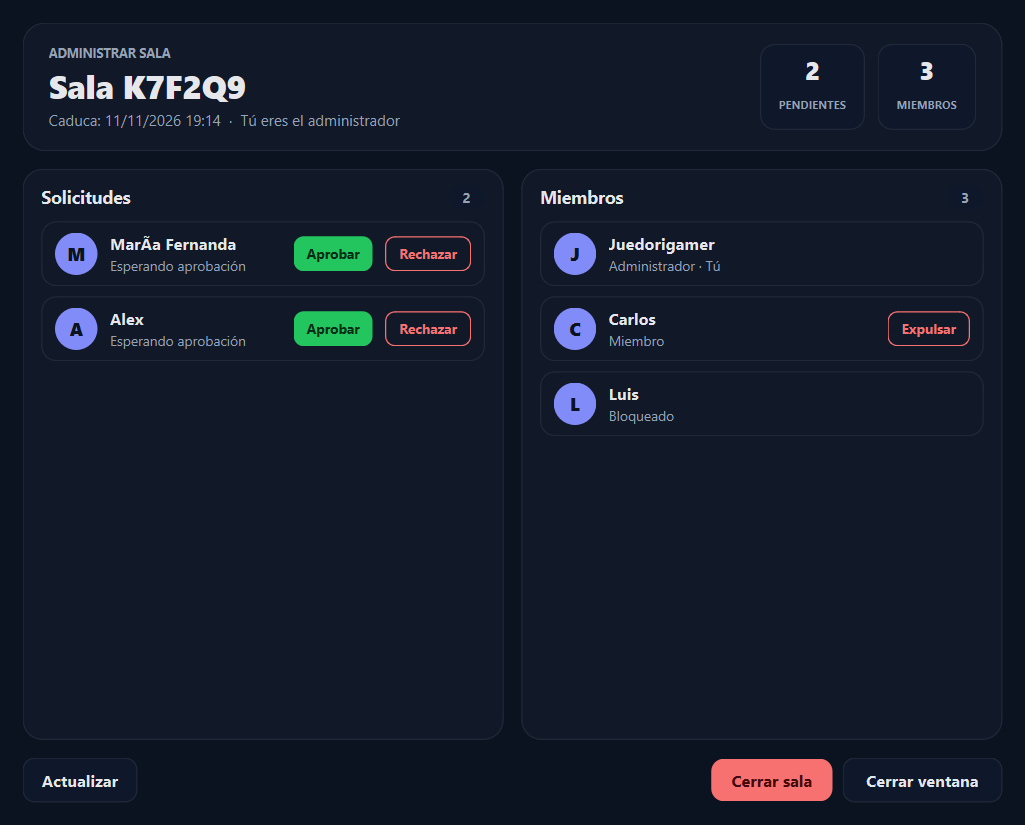 ADMINISTRAR SALA
Sala K7F2Q9
Caduca: 11/11/2026 19:14 · Tú eres el administrador
2
PENDIENTES
3
MIEMBROS
Solicitudes
2
M
MarÃa Fernanda
Esperando aprobación
Aprobar
Rechazar
A
Alex
Esperando aprobación
Aprobar
Rechazar
Miembros
3
J
Juedorigamer
Administrador · Tú
C
Carlos
Miembro
Expulsar
L
Luis
Bloqueado
Actualizar
Cerrar sala
Cerrar ventana